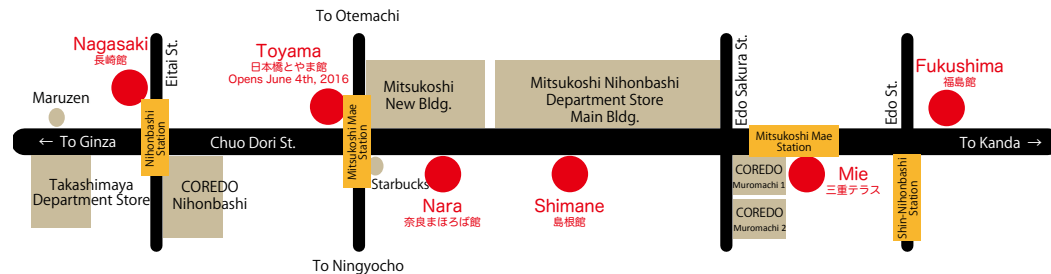 To Otemachi
Nagasaki
長崎館
Eitai St.
Toyama
日本橋とやま館
Opens June 4th, 2016
Mitsukoshi
New Bldg.
Mitsukoshi Nihonbashi
Department Store
Main Bldg.
Edo Sakura St.
Edo St.
Fukushima
福島館
Maruzen
← To Ginza
Nihonbashi
Station
Chuo Dori St.
Mitsukoshi Mae
Station
Mitsukoshi Mae
Station
To Kanda →
Takashimaya
Department Store
COREDO
Nihonbashi
Starbucks
Nara
奈良まほろば館
Shimane
島根館
COREDO
Muromachi 1
COREDO
Muromachi 2
Mie
三重テラス
Shin-Nihonbashi
Station
To Ningyocho